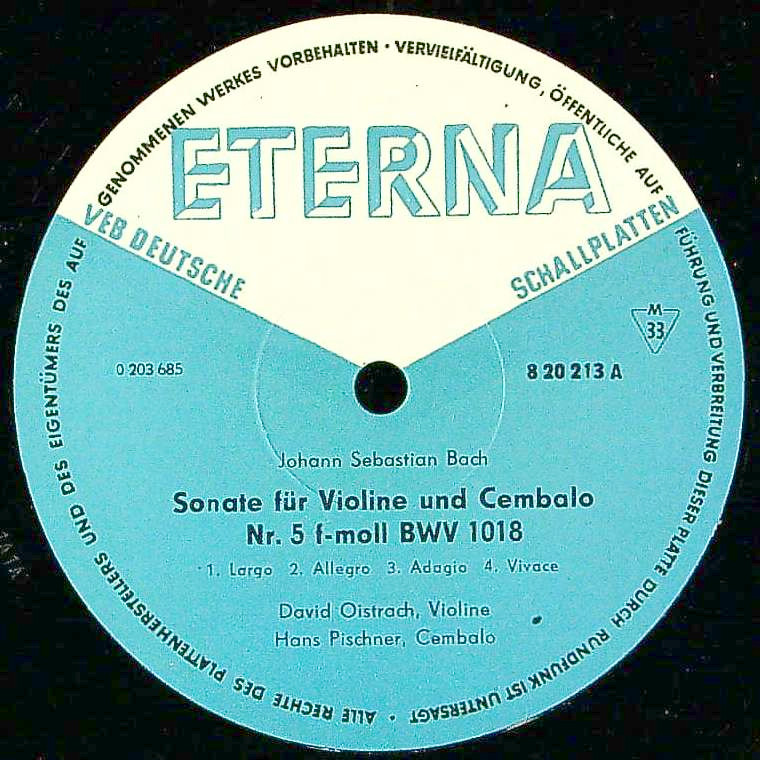 ETERNA
VEB DEUTSCHE SCHALLPLATTEN
M
33
0 203 685
8 20 213 A
Johann Sebastian Bach
Sonate für Violine und Cembalo
Nr. 5 f-moll BWV 1018
1. Largo 2. Allegro 3. Adagio 4. Vivace
David Oistrach, Violine
Hans Pischner, Cembalo
ALLE RECHTE DES PLATTENHERSTELLERS UND DES EIGENTÜMERS DES AUF GENOMMENEN WERKES VORBEHALTEN · VERVIELFÄLTIGUNG, ÖFFENTLICHE AUF FÜHRUNG UND VERBREITUNG DIESER PLATTE DURCH RUNDFUNK IST UNTERSAGT ·